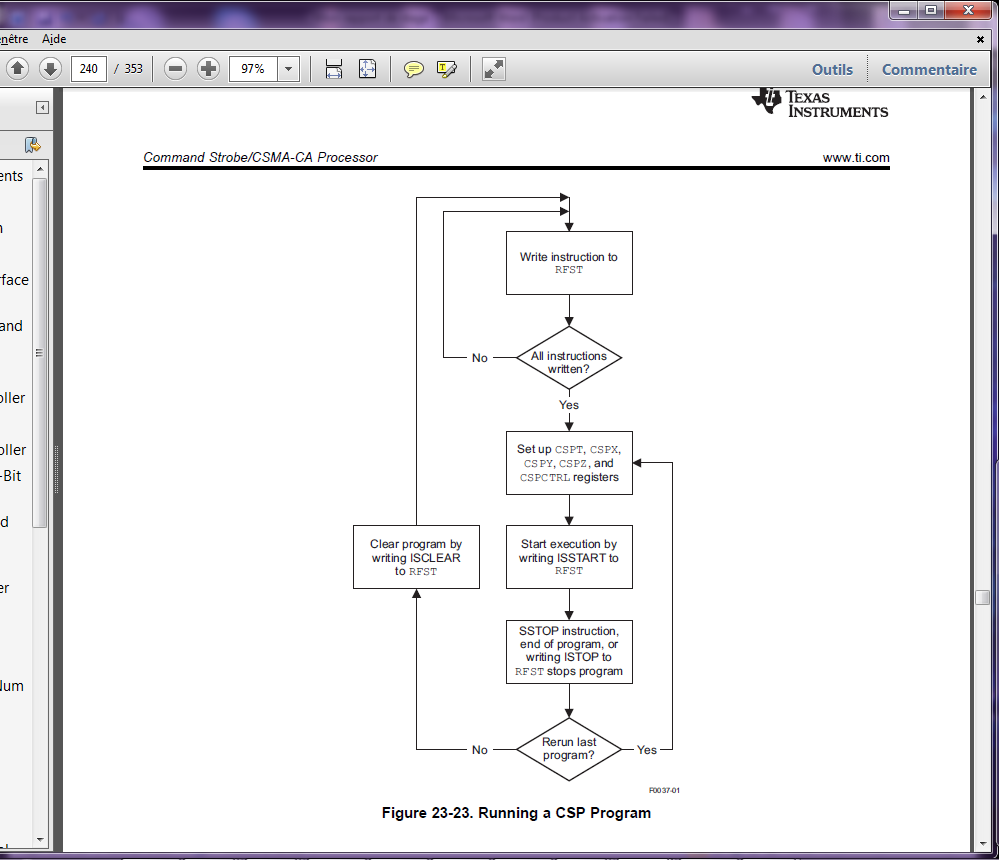 enêtre Aide
240 / 353 97% Outils Commentaire
TEXAS
INSTRUMENTS
Command Strobe/CSMA-CA Processor www.ti.com
ents
n
rface
and
oller
oller
-Bit
d
er
Num
Write instruction to
RFST
All instructions
written?
No
Yes
Set up CSPT, CSPX,
CSPY, CSPZ, and
CSPCTRL registers
Clear program by
writing ISCLEAR
to RFST
Start execution by
writing ISSTART to
RFST
SSTOP instruction,
end of program, or
writing ISTOP to
RFST stops program
Rerun last
program?
No
Yes
F0037-01
Figure 23-23. Running a CSP Program